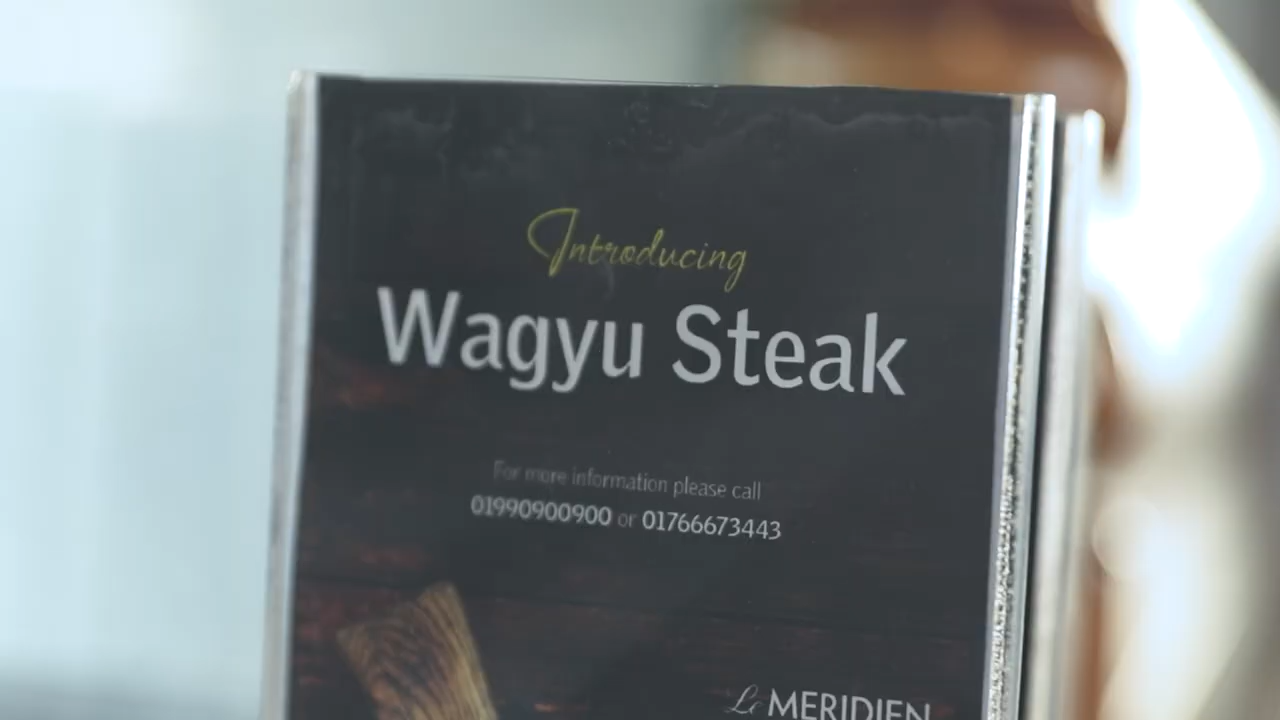 Introducing
Wagyu Steak
For more information please call
01990900900 or 01766673443
Le MERIDIEN